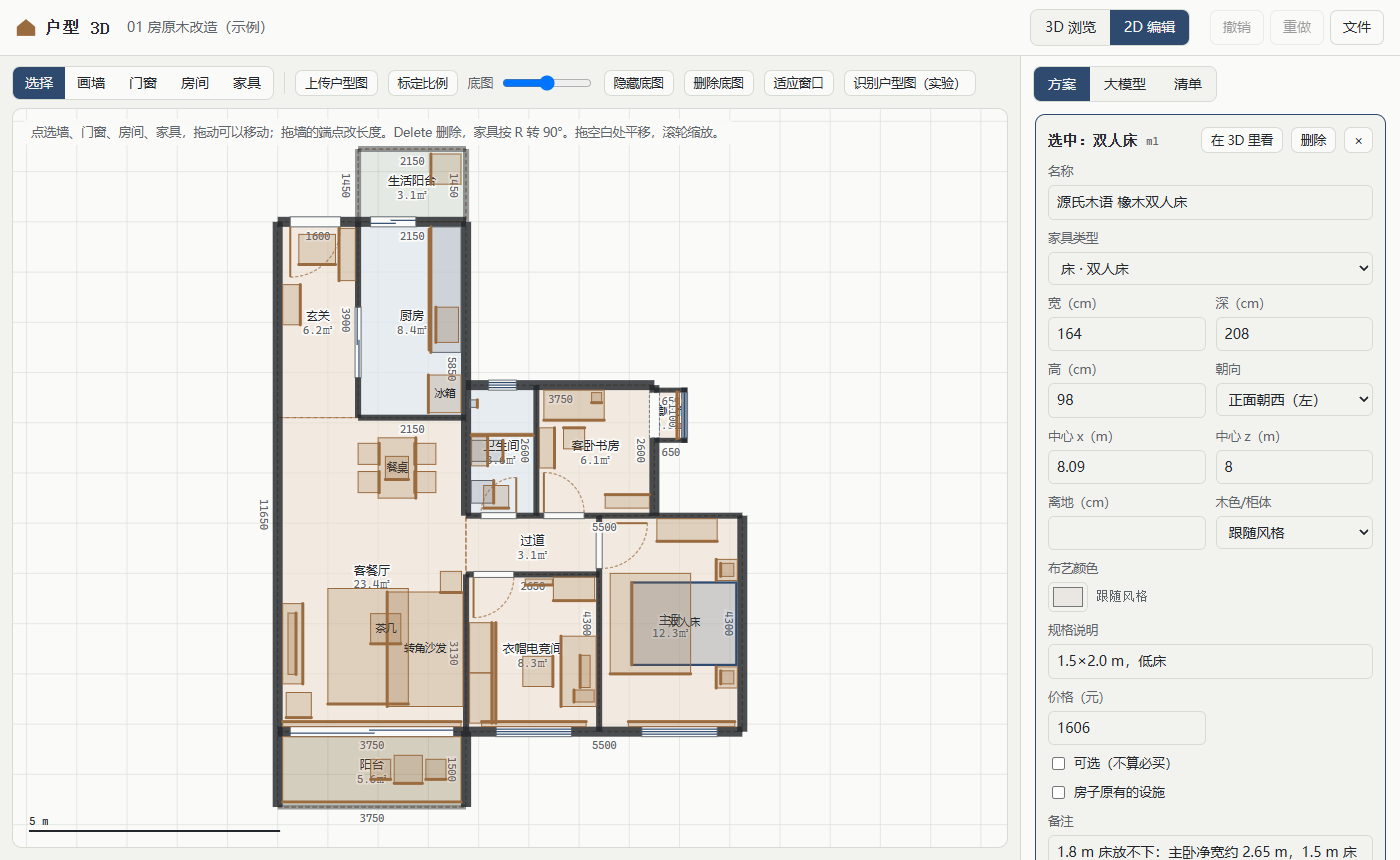 户型 3D 01 房原木改造（示例） 3D 浏览 2D 编辑 撤销 重做 文件
选择 画墙 门窗 房间 家具 上传户型图 标定比例 底图 隐藏底图 删除底图 适应窗口 识别户型图（实验）
方案 大模型 清单
点选墙、门窗、房间、家具，拖动可以移动；拖墙的端点改长度。Delete 删除，家具按 R 转 90°。拖空白处平移，滚轮缩放。
2150
1450
生活阳台
1450
3.1㎡
1600
2150
玄关
6.2㎡
3900
厨房
8.4㎡
5850
冰箱
2150
3750
650
1100
650
卫生间
2600
客卧书房
6.1㎡
2600
餐桌
11650
5500
过道
3.1㎡
客餐厅
23.4㎡
2650
茶几
转角沙发
3130
衣帽电竞间
8.3㎡
4300
主卧
双人床
12.3㎡
4300
3750
5500
阳台
5.6㎡
1500
3750
5 m
选中：双人床 m1 在 3D 里看 删除 ×
名称
源氏木语 橡木双人床
家具类型
床 · 双人床
宽（cm） 深（cm）
164 208
高（cm） 朝向
98 正面朝西（左）
中心 x（m） 中心 z（m）
8.09 8
离地（cm） 木色/柜体
跟随风格
布艺颜色
跟随风格
规格说明
1.5×2.0 m，低床
价格（元）
1606
可选（不算必买）
房子原有的设施
备注
1.8 m 床放不下：主卧净宽约 2.65 m，1.5 m 床